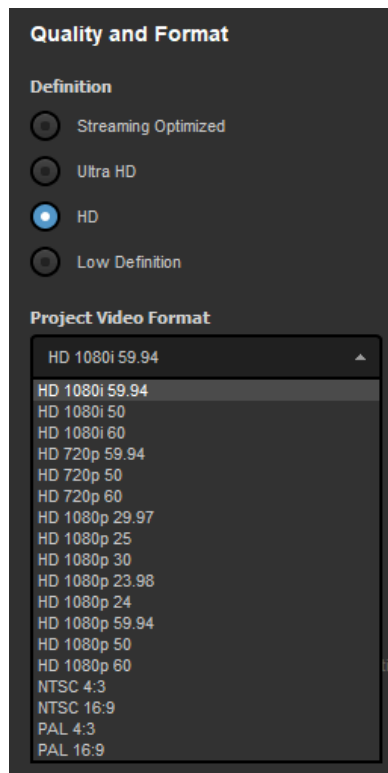 Quality and Format
Definition
Streaming Optimized
Ultra HD
HD
Low Definition
Project Video Format
HD 1080i 59.94
HD 1080i 59.94
HD 1080i 50
HD 1080i 60
HD 720p 59.94
HD 720p 50
HD 720p 60
HD 1080p 29.97
HD 1080p 25
HD 1080p 30
HD 1080p 23.98
HD 1080p 24
HD 1080p 59.94
HD 1080p 50
HD 1080p 60
NTSC 4:3
NTSC 16:9
PAL 4:3
PAL 16:9